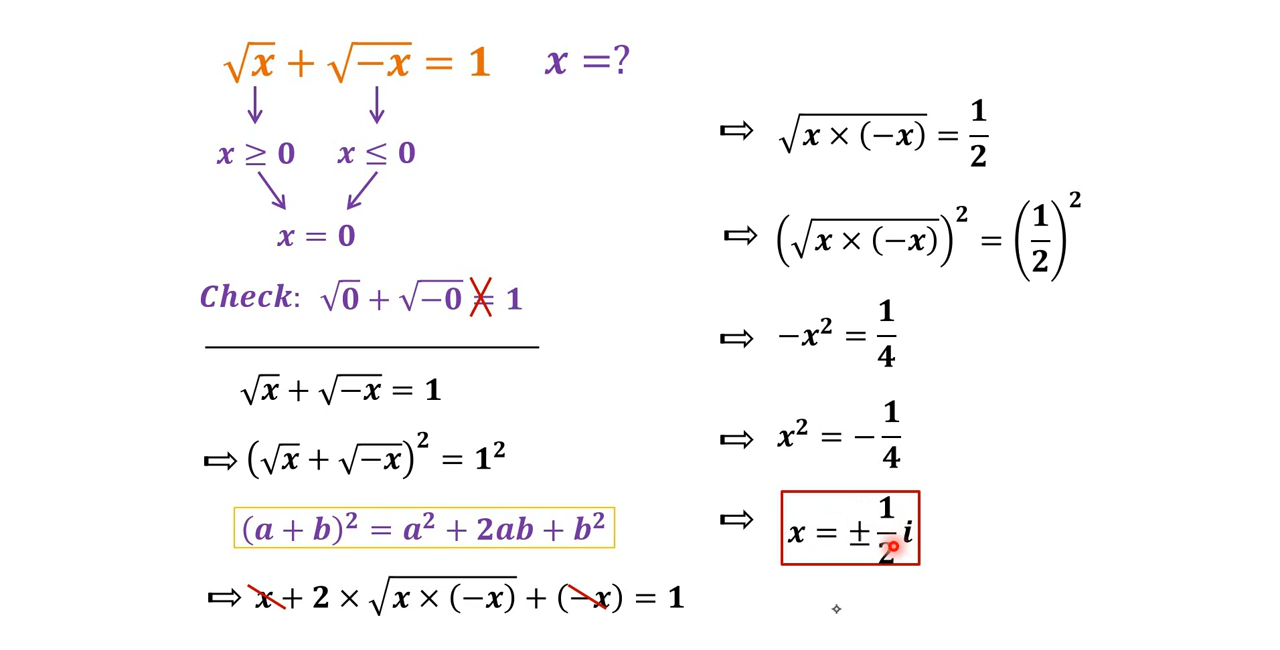 √x + √−x = 1   x =?
x ≥ 0   x ≤ 0
x = 0
Check: √0 + √−0 = 1
√x + √−x = 1
⇒ (√x + √−x)² = 1²
(a + b)² = a² + 2ab + b²
⇒ x + 2 × √x × (−x) + (−x) = 1
⇒ √x × (−x) = 1/2
⇒ (√x × (−x))² = (1/2)²
⇒ −x² = 1/4
⇒ x² = −1/4
⇒ x = ± 1/2 i